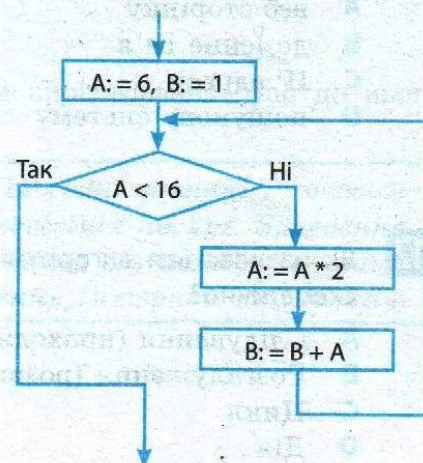 A: = 6, B: = 1
Так
A < 16
Ні
A: = A * 2
B: = B + A